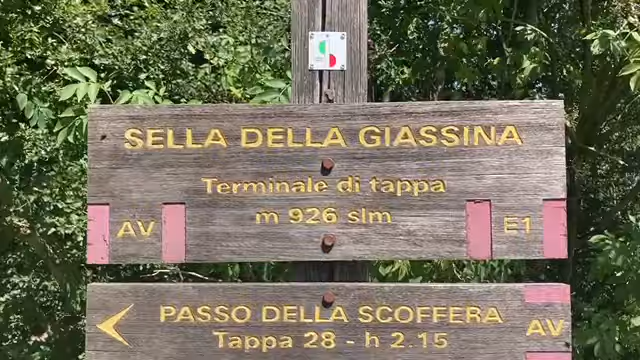 SELLA DELLA GIASSINA
Terminale di tappa
m 926 slm
AV
E1
PASSO DELLA SCOFFERA
Tappa 28 - h 2.15
AV